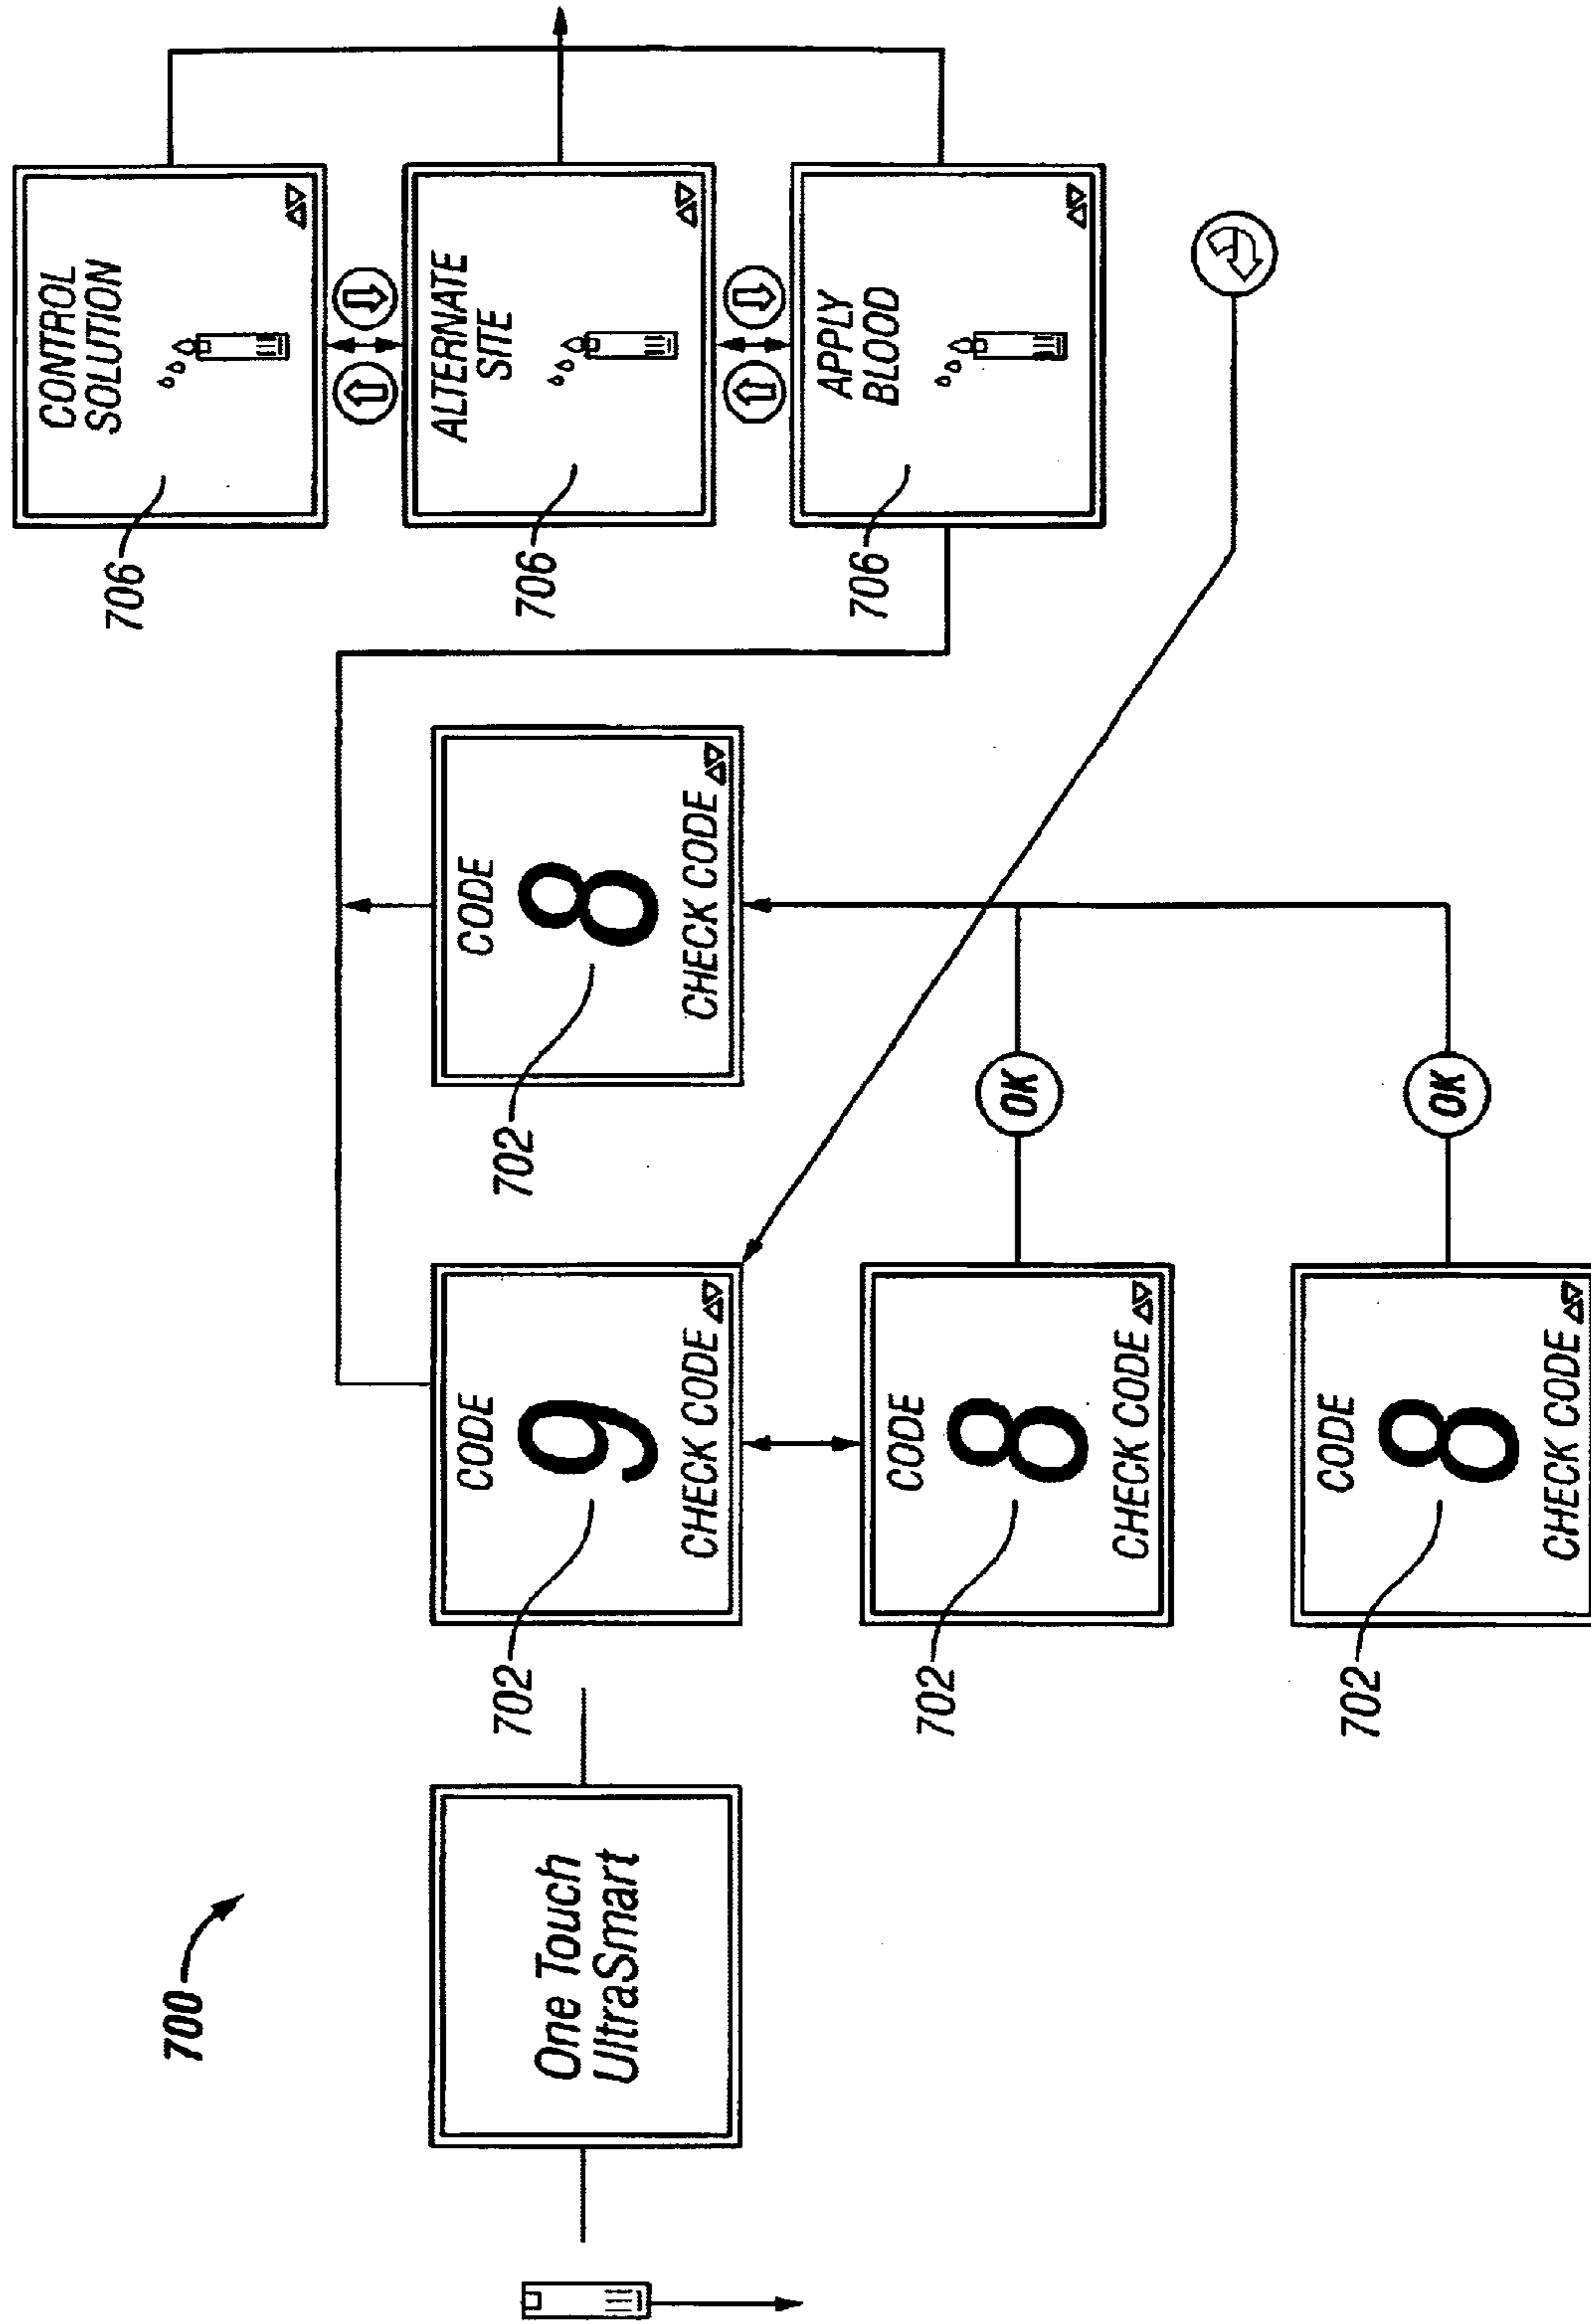 700
One Touch
UltraSmart
CODE
9
CHECK CODE
702
CODE
8
CHECK CODE
702
CODE
8
CHECK CODE
702
OK
OK
CODE
8
CHECK CODE
702
CONTROL
SOLUTION
706
ALTERNATE
SITE
706
APPLY
BLOOD
706